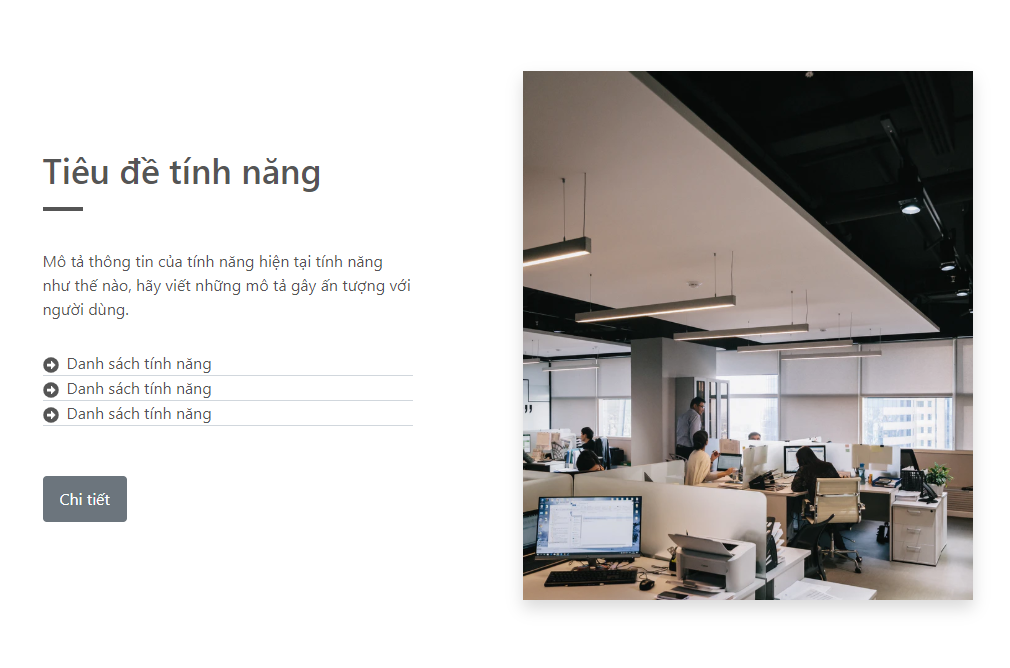 Tiêu đề tính năng
Mô tả thông tin của tính năng hiện tại tính năng
như thế nào, hãy viết những mô tả gây ấn tượng với
người dùng.
Danh sách tính năng
Danh sách tính năng
Danh sách tính năng
Chi tiết